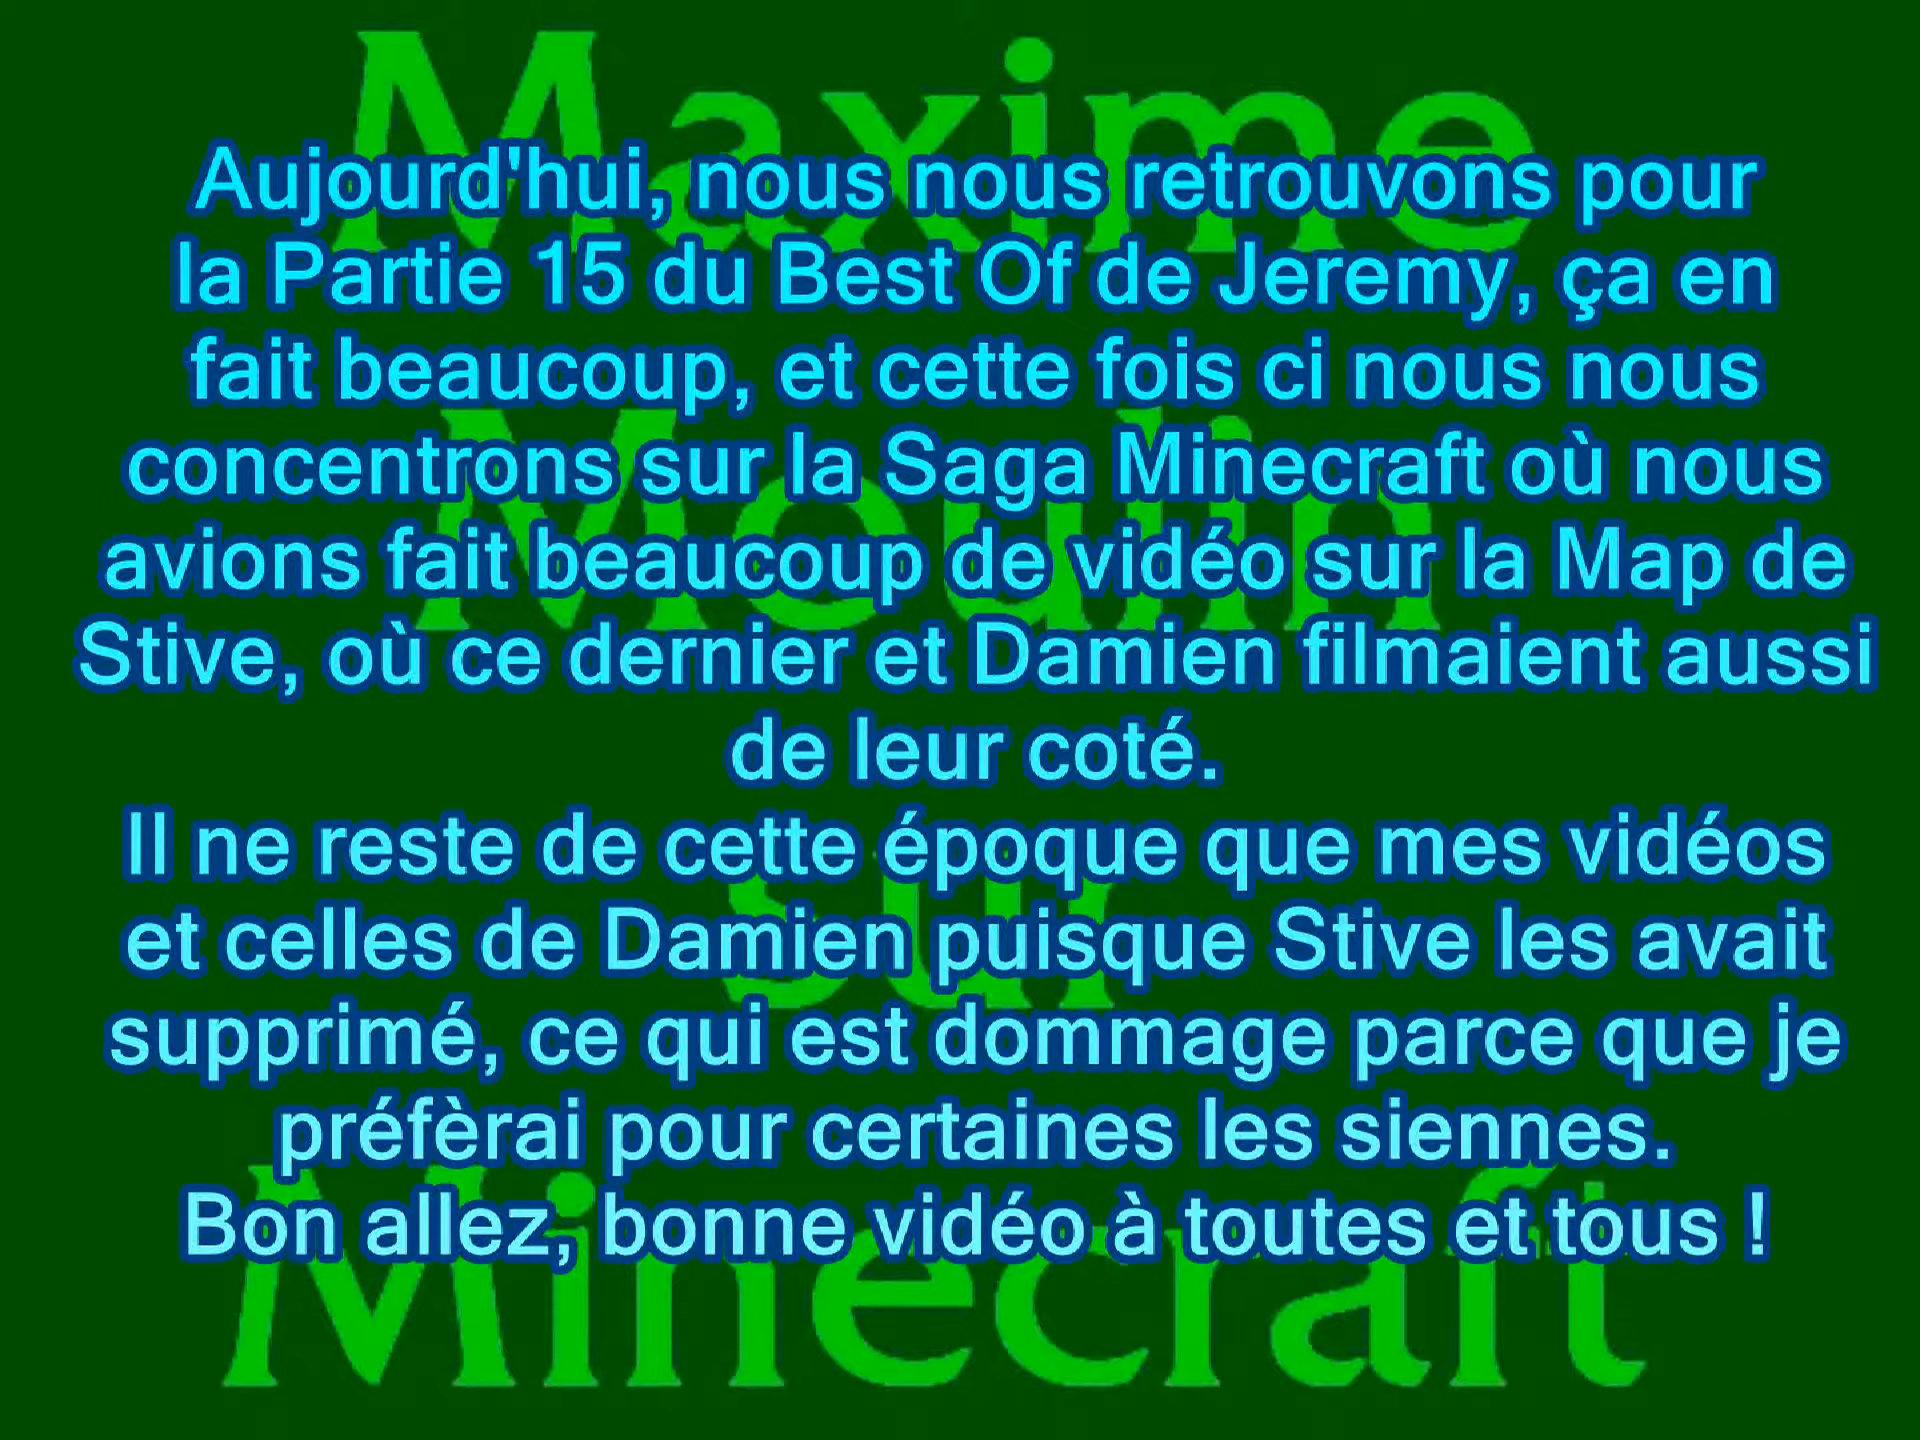 Maxime
Aujourd'hui, nous nous retrouvons pour
la Partie 15 du Best Of de Jeremy, ça en
fait beaucoup, et cette fois ci nous nous
concentrons sur la Saga Minecraft où nous
Moulin
avions fait beaucoup de vidéo sur la Map de
Stive, où ce dernier et Damien filmaient aussi
de leur coté.
Il ne reste de cette époque que mes vidéos
sur
et celles de Damien puisque Stive les avait
supprimé, ce qui est dommage parce que je
préfèrai pour certaines les siennes.
Bon allez, bonne vidéo à toutes et tous !
Minecraft